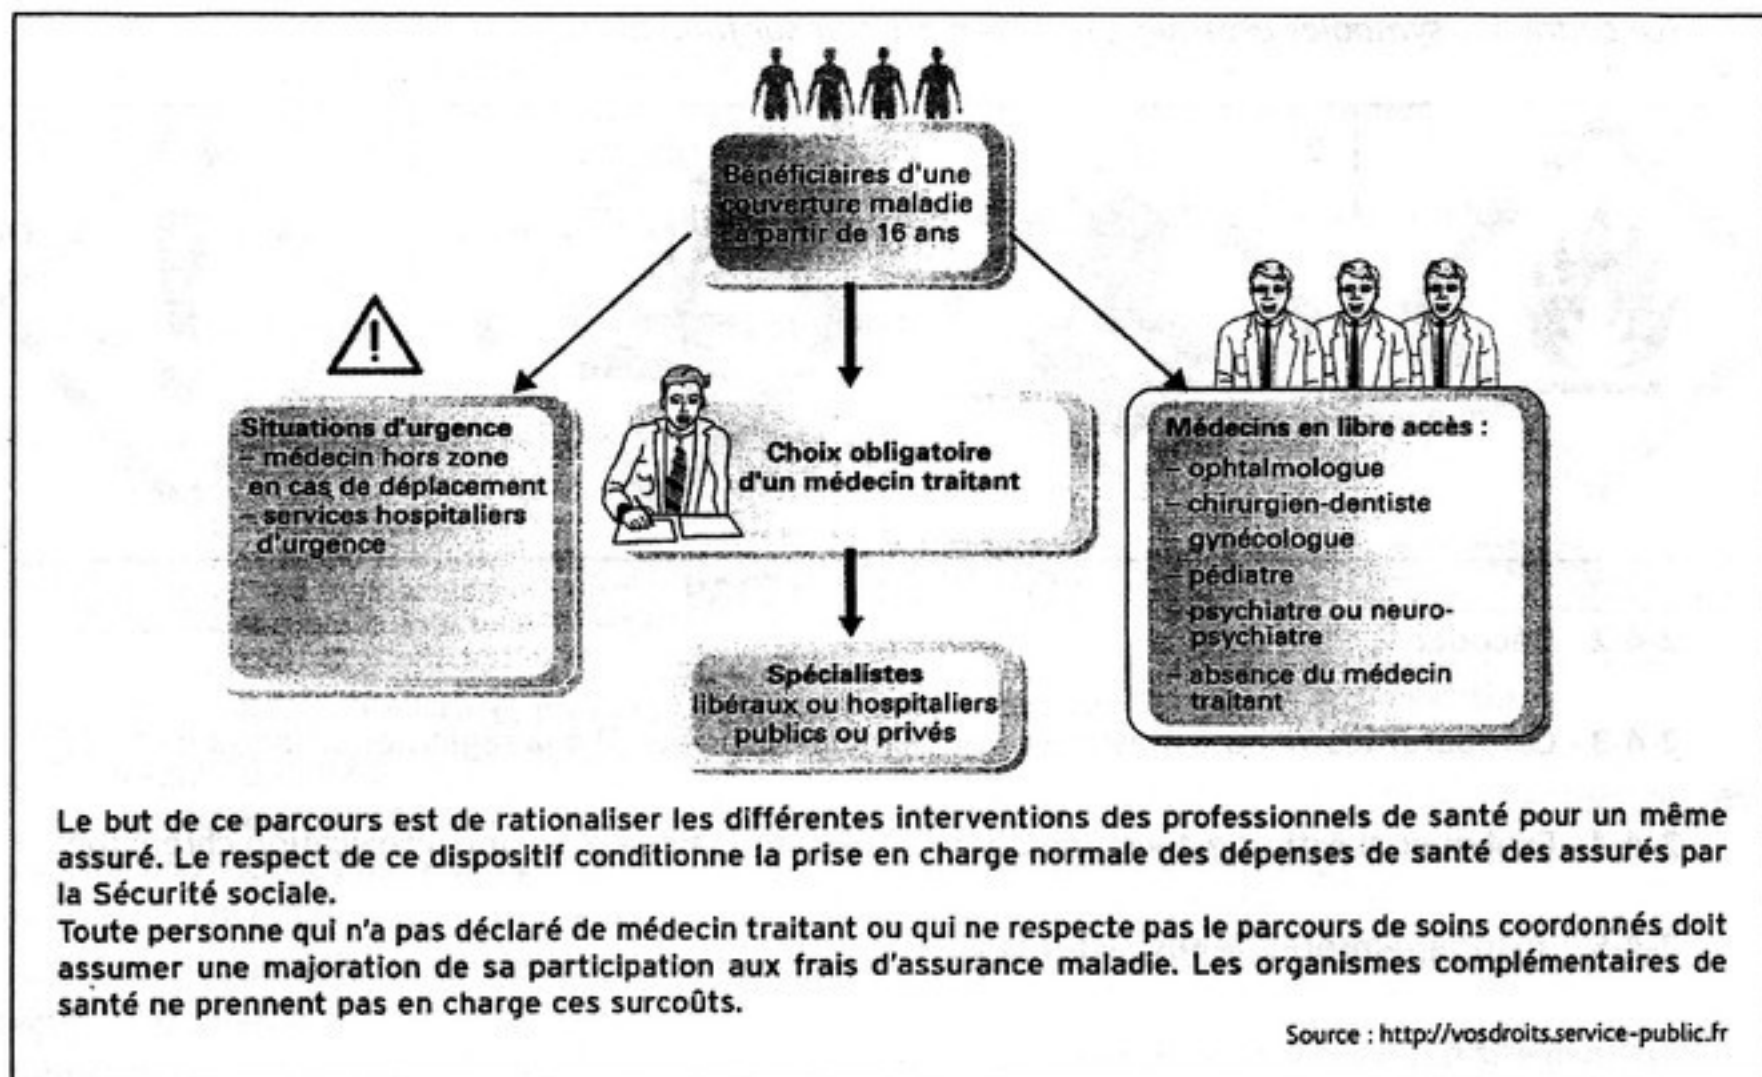 Bénéficiaires d'une
couverture maladie
à partir de 16 ans
Situations d'urgence
– médecin hors zone
en cas de déplacement
– services hospitaliers
d'urgence
Choix obligatoire
d'un médecin traitant
Spécialistes
libéraux ou hospitaliers
publics ou privés
Médecins en libre accès :
– ophtalmologue
– chirurgien-dentiste
– gynécologue
– pédiatre
– psychiatre ou neuro-
psychiatre
– absence du médecin
traitant
Le but de ce parcours est de rationaliser les différentes interventions des professionnels de santé pour un même
assuré. Le respect de ce dispositif conditionne la prise en charge normale des dépenses de santé des assurés par
la Sécurité sociale.
Toute personne qui n'a pas déclaré de médecin traitant ou qui ne respecte pas le parcours de soins coordonnés doit
assumer une majoration de sa participation aux frais d'assurance maladie. Les organismes complémentaires de
santé ne prennent pas en charge ces surcoûts.
Source : http://vosdroits.service-public.fr